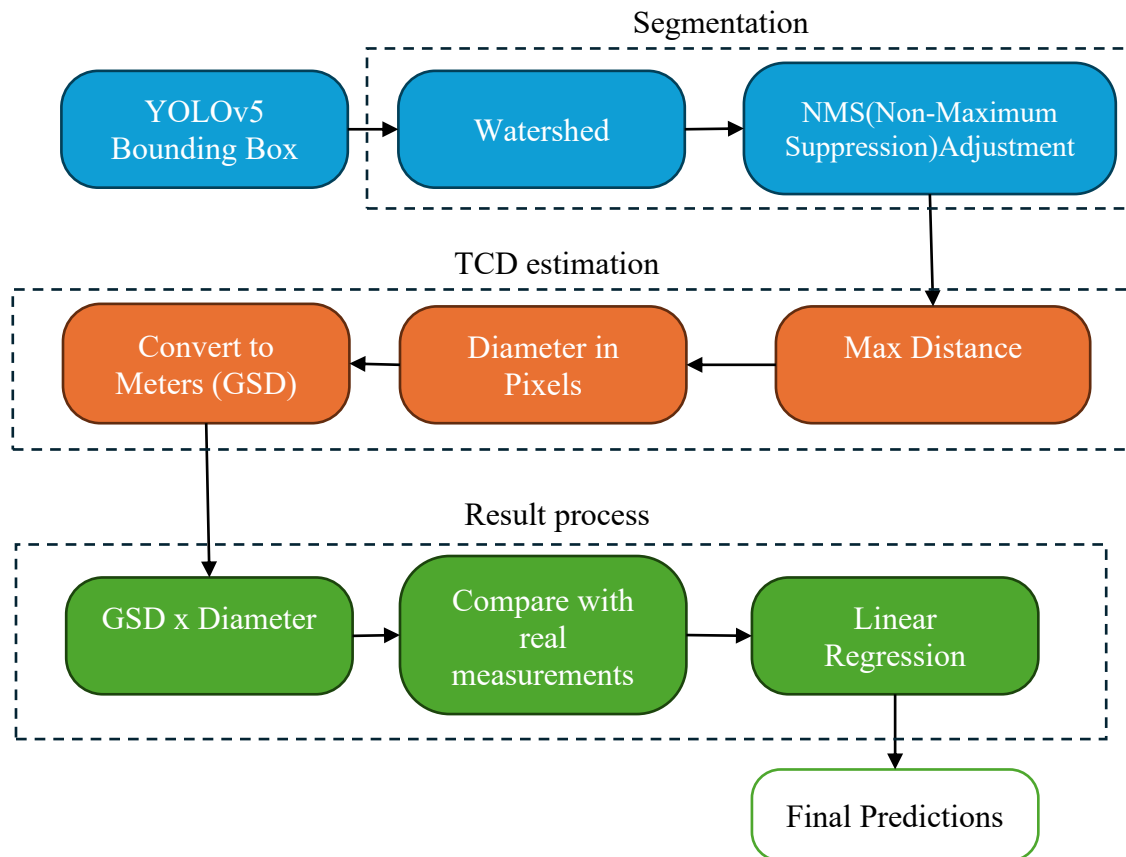 Segmentation
YOLOv5
Bounding Box
Watershed
NMS(Non-Maximum
Suppression)Adjustment
TCD estimation
Convert to
Meters (GSD)
Diameter in
Pixels
Max Distance
Result process
GSD x Diameter
Compare with
real
measurements
Linear
Regression
Final Predictions